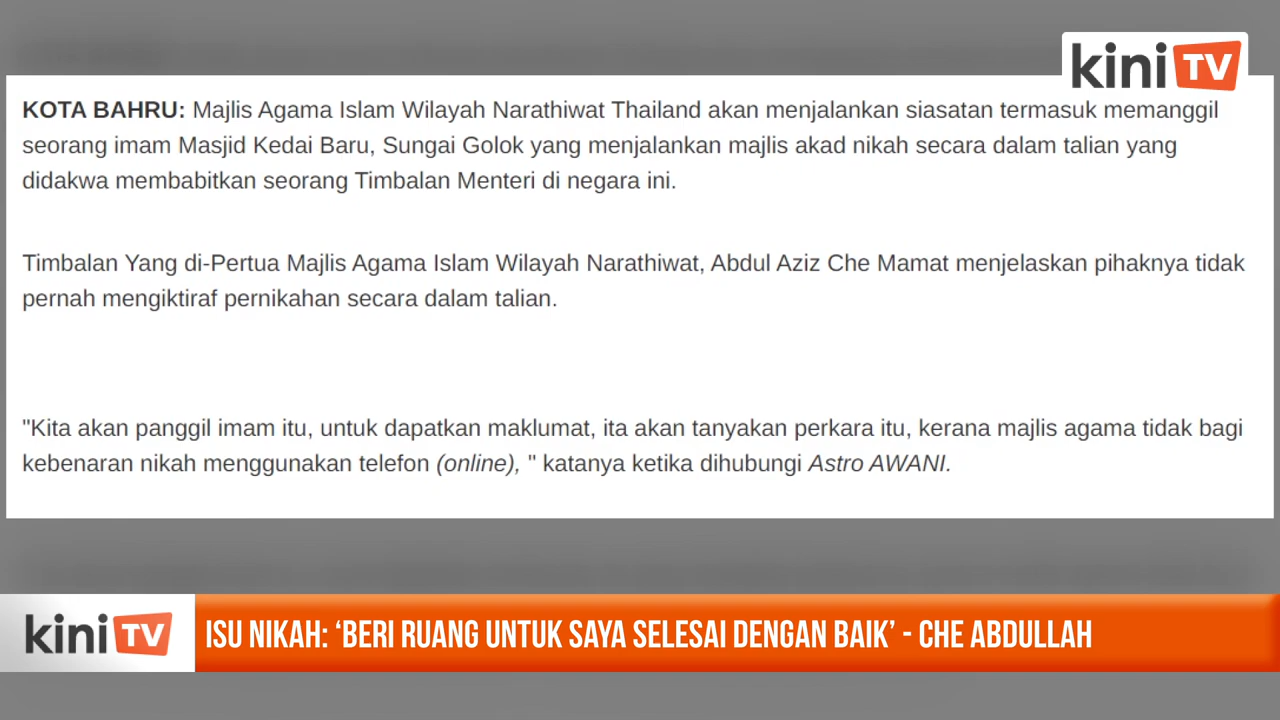 kini TV
KOTA BAHRU: Majlis Agama Islam Wilayah Narathiwat Thailand akan menjalankan siasatan termasuk memanggil
seorang imam Masjid Kedai Baru, Sungai Golok yang menjalankan majlis akad nikah secara dalam talian yang
didakwa membabitkan seorang Timbalan Menteri di negara ini.
Timbalan Yang di-Pertua Majlis Agama Islam Wilayah Narathiwat, Abdul Aziz Che Mamat menjelaskan pihaknya tidak
pernah mengiktiraf pernikahan secara dalam talian.
"Kita akan panggil imam itu, untuk dapatkan maklumat, ita akan tanyakan perkara itu, kerana majlis agama tidak bagi
kebenaran nikah menggunakan telefon (online), " katanya ketika dihubungi Astro AWANI.
kini TV
ISU NIKAH: ‘BERI RUANG UNTUK SAYA SELESAI DENGAN BAIK’ - CHE ABDULLAH